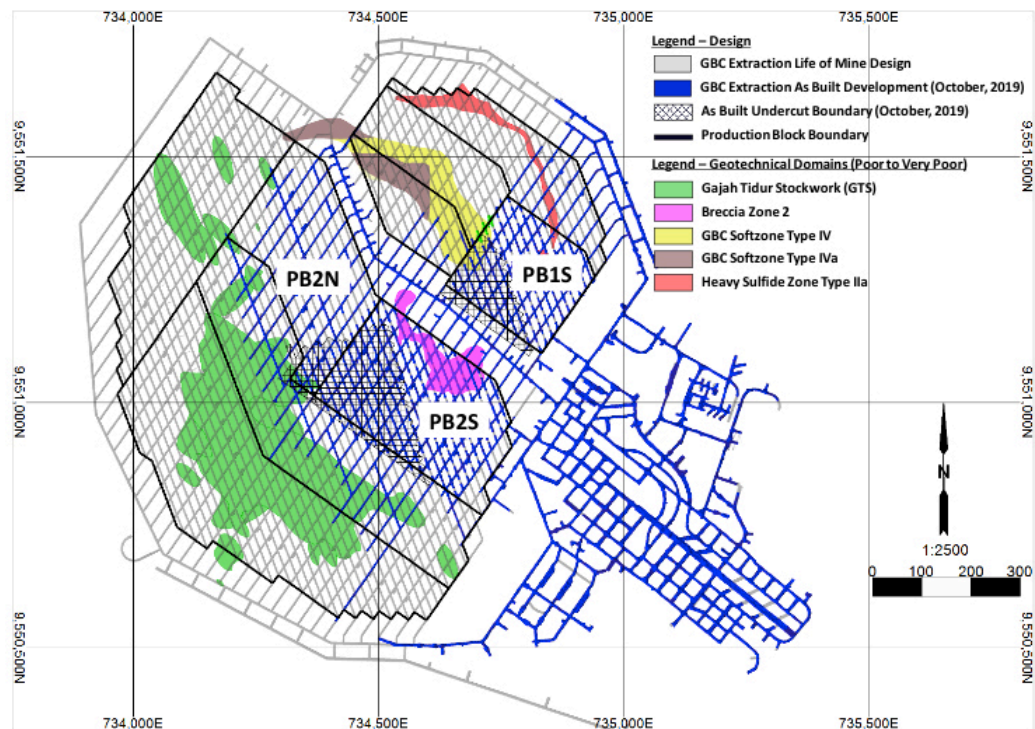 734,000E
734,500E
735,000E
735,500E
Legend – Design
GBC Extraction Life of Mine Design
GBC Extraction As Built Development (October, 2019)
As Built Undercut Boundary (October, 2019)
Production Block Boundary
Legend – Geotechnical Domains (Poor to Very Poor)
Gajah Tidur Stockwork (GTS)
Breccia Zone 2
GBC Softzone Type IV
GBC Softzone Type IVa
Heavy Sulfide Zone Type IIa
9,551,500N
9,551,500N
PB2N
PB1S
PB2S
9,551,000N
9,551,000N
N
1:2500
0 100 200 300
9,550,500N
9,550,500N
734,000E
734,500E
735,000E
735,500E